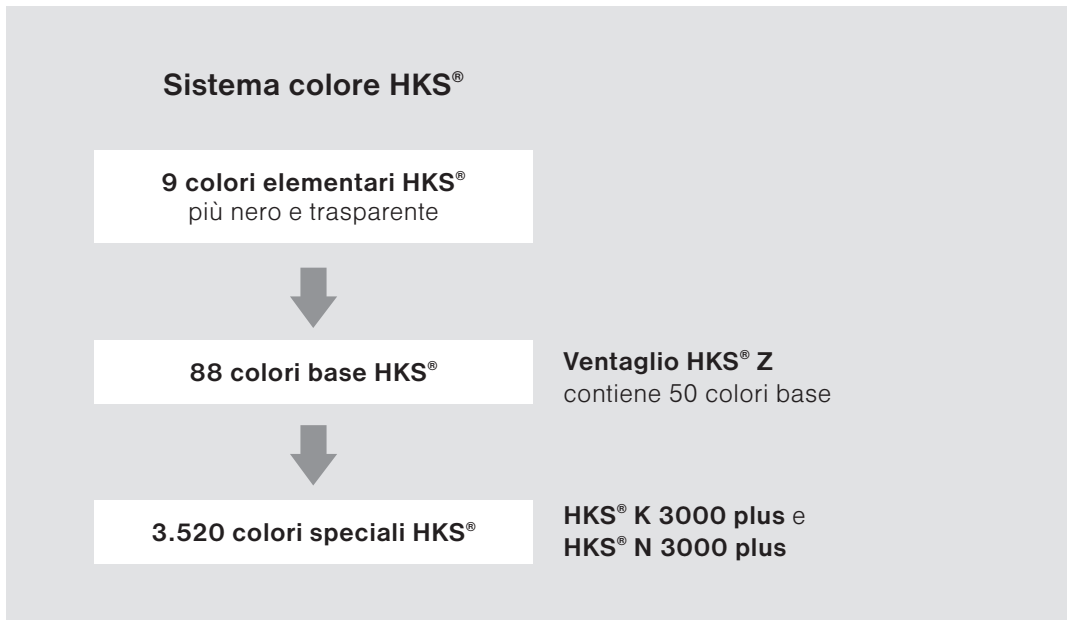 Sistema colore HKS®
9 colori elementari HKS®
più nero e trasparente
88 colori base HKS®
Ventaglio HKS® Z
contiene 50 colori base
3.520 colori speciali HKS®
HKS® K 3000 plus e
HKS® N 3000 plus